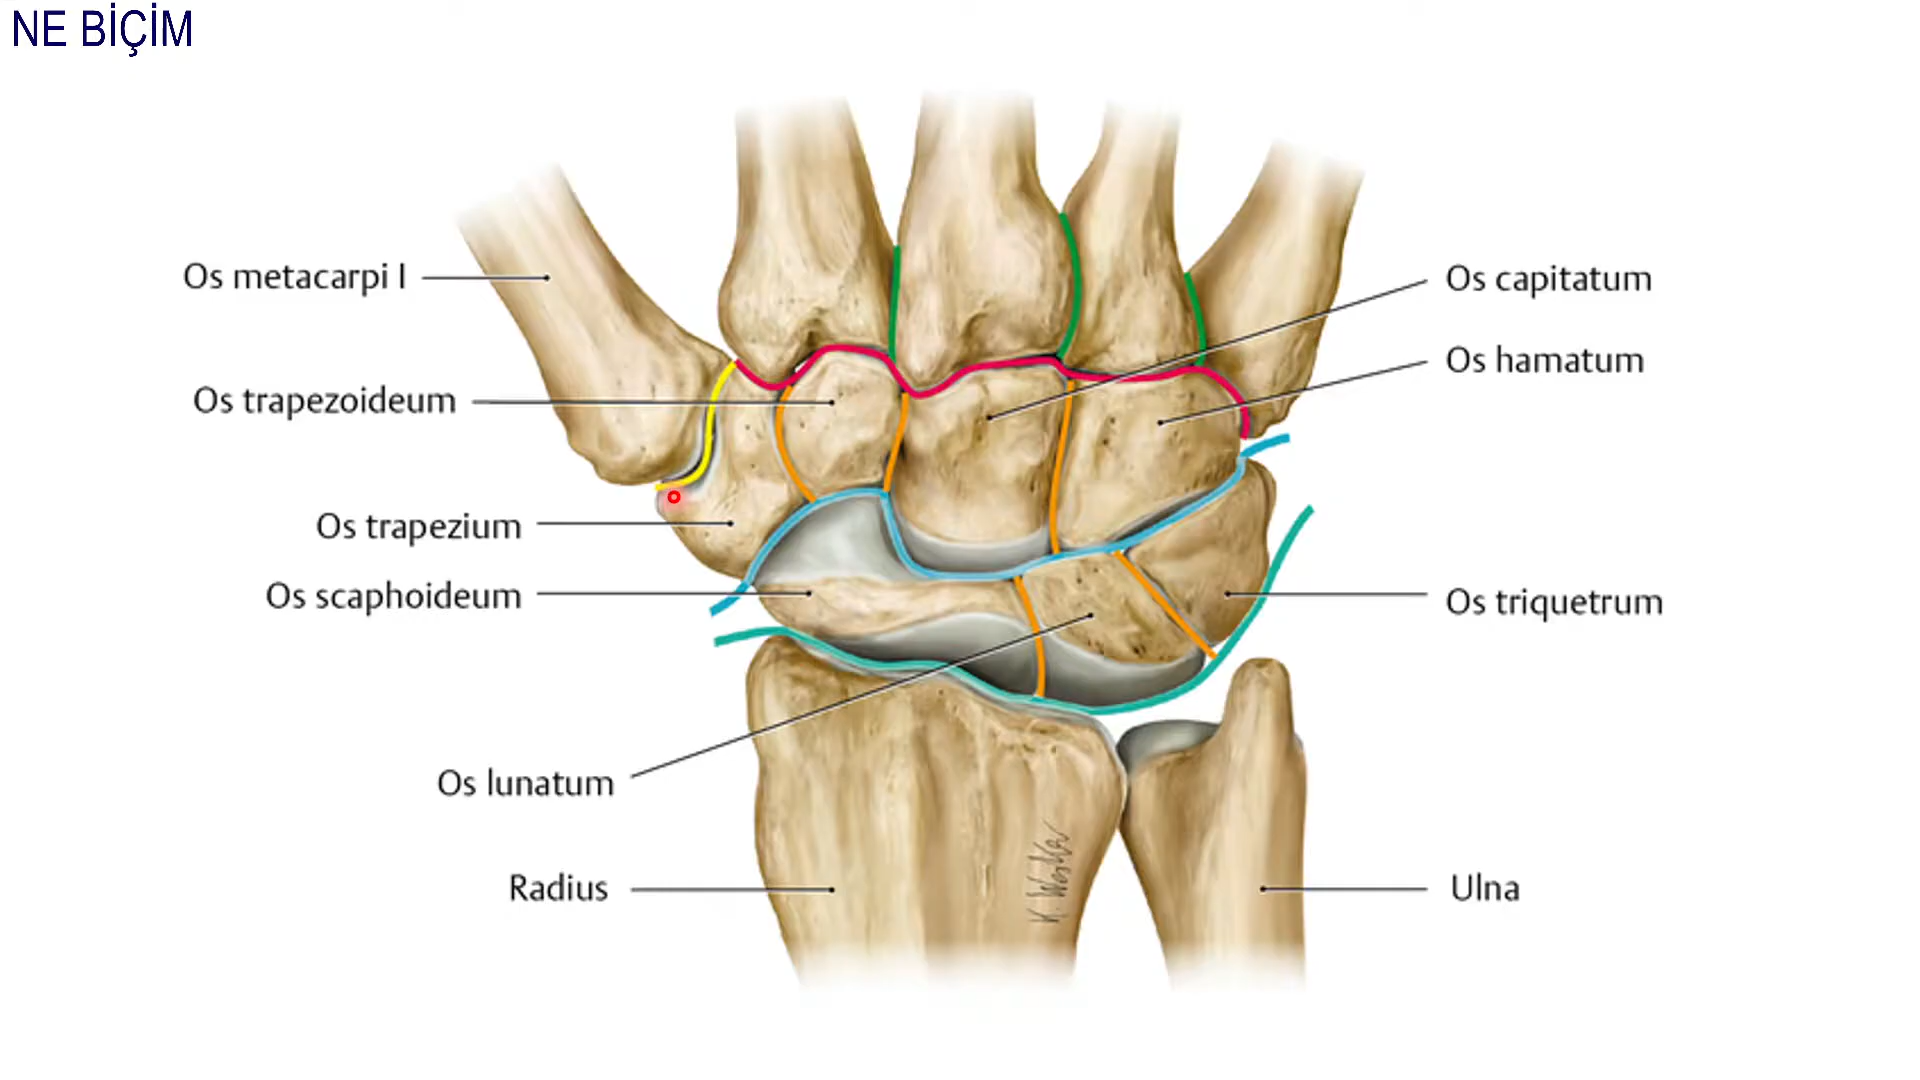 NE BİÇİM
Os metacarpi I
Os capitatum
Os hamatum
Os trapezoideum
Os trapezium
Os scaphoideum
Os triquetrum
Os lunatum
Radius
Ulna